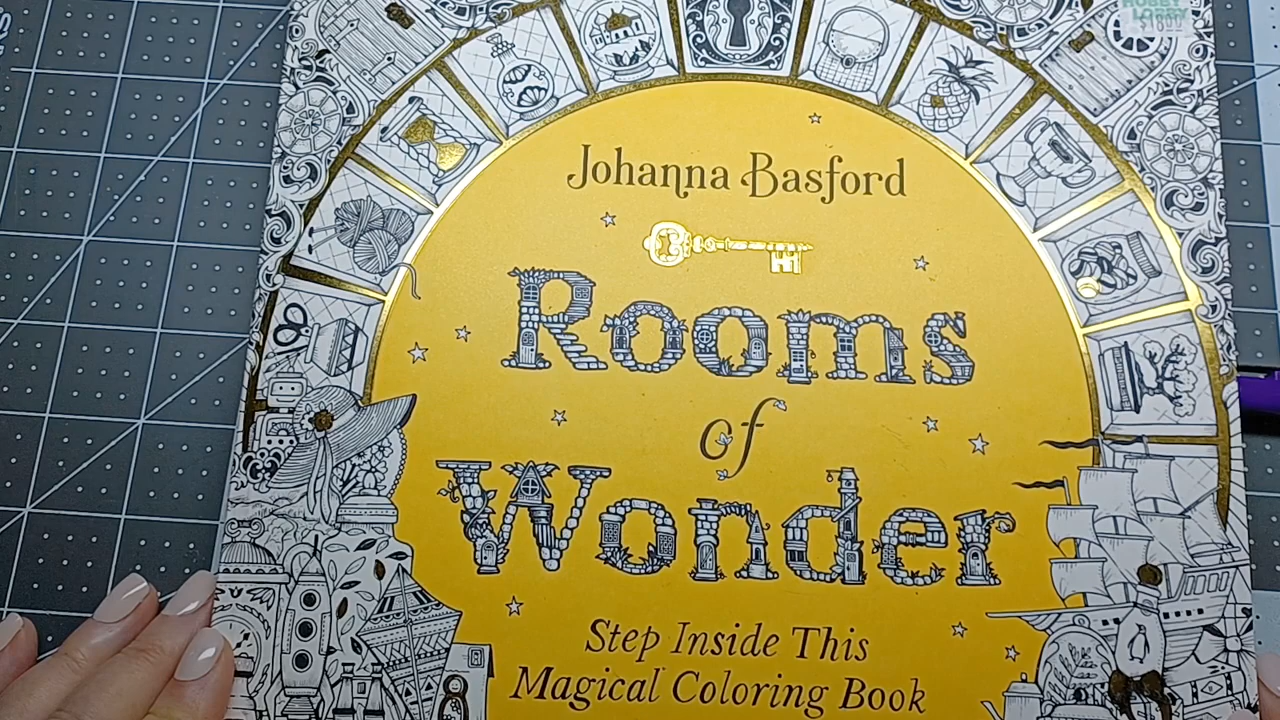 Johanna Basford
Rooms
of
Wonder
Step Inside This
Magical Coloring Book